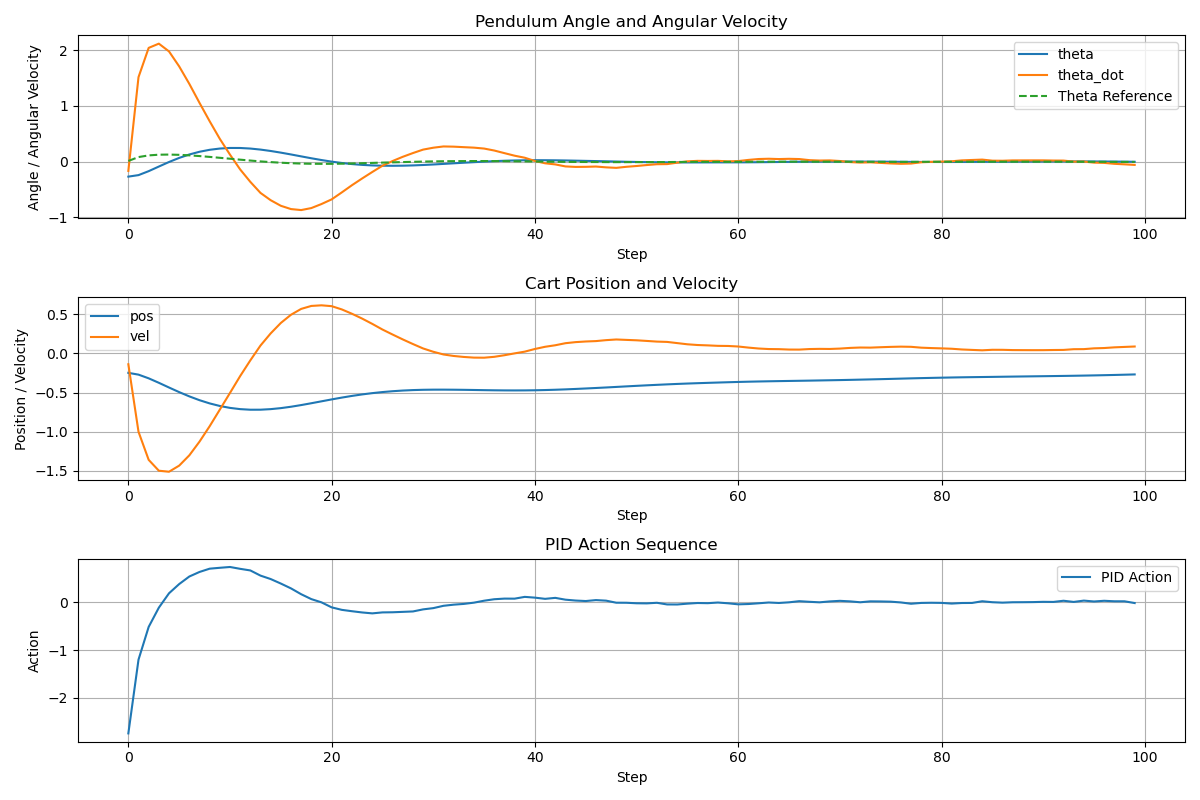 Pendulum Angle and Angular Velocity
Angle / Angular Velocity
2
1
0
−1
theta
theta_dot
Theta Reference
0 20 40 60 80 100
Step
Cart Position and Velocity
Position / Velocity
0.5
0.0
−0.5
−1.0
−1.5
pos
vel
0 20 40 60 80 100
Step
PID Action Sequence
Action
0
−1
−2
PID Action
0 20 40 60 80 100
Step